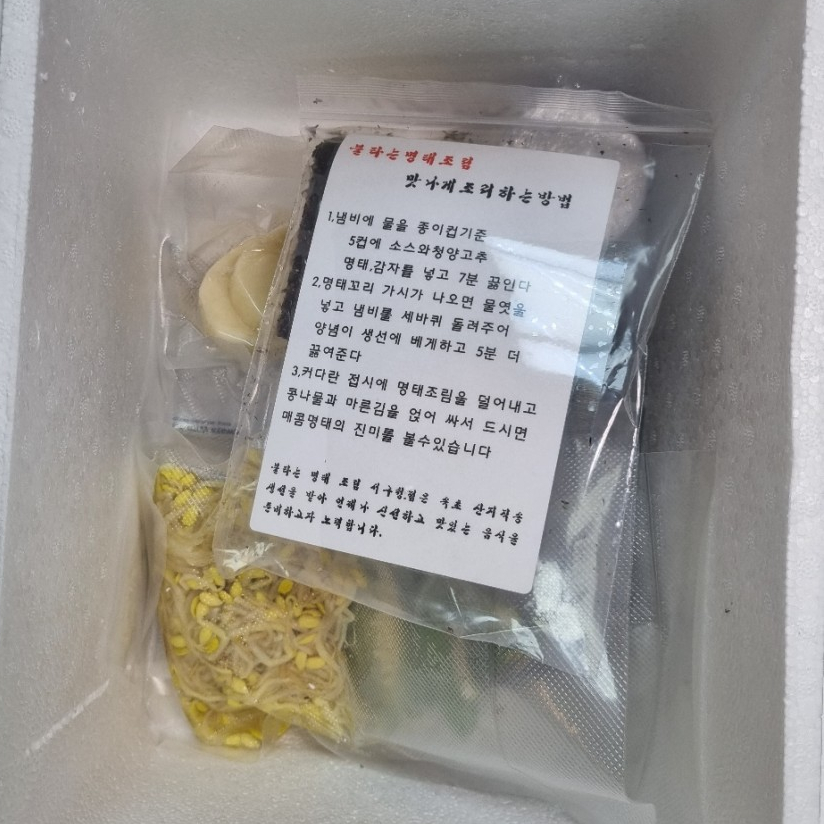 불타는명태조림
맛나게조리하는방법
1,냄비에 물을 종이컵기준
5컵에 소스와청양고추
명태,감자를 넣고 7분 끓인다
2,명태꼬리 가시가 나오면 물엿을
넣고 냄비를 세바퀴 돌려주어
양념이 생선에 베게하고 5분 더
끓여준다
3,커다란 접시에 명태조림을 덜어내고
콩나물과 마른김을 얹어 싸서 드시면
매콤명태의 진미를 볼수있습니다
불타는 명태 조림 서구청점은 속초 산지직송
생선을 받아 언제나 신선하고 맛있는 음식을
준비하고자 노력합니다.